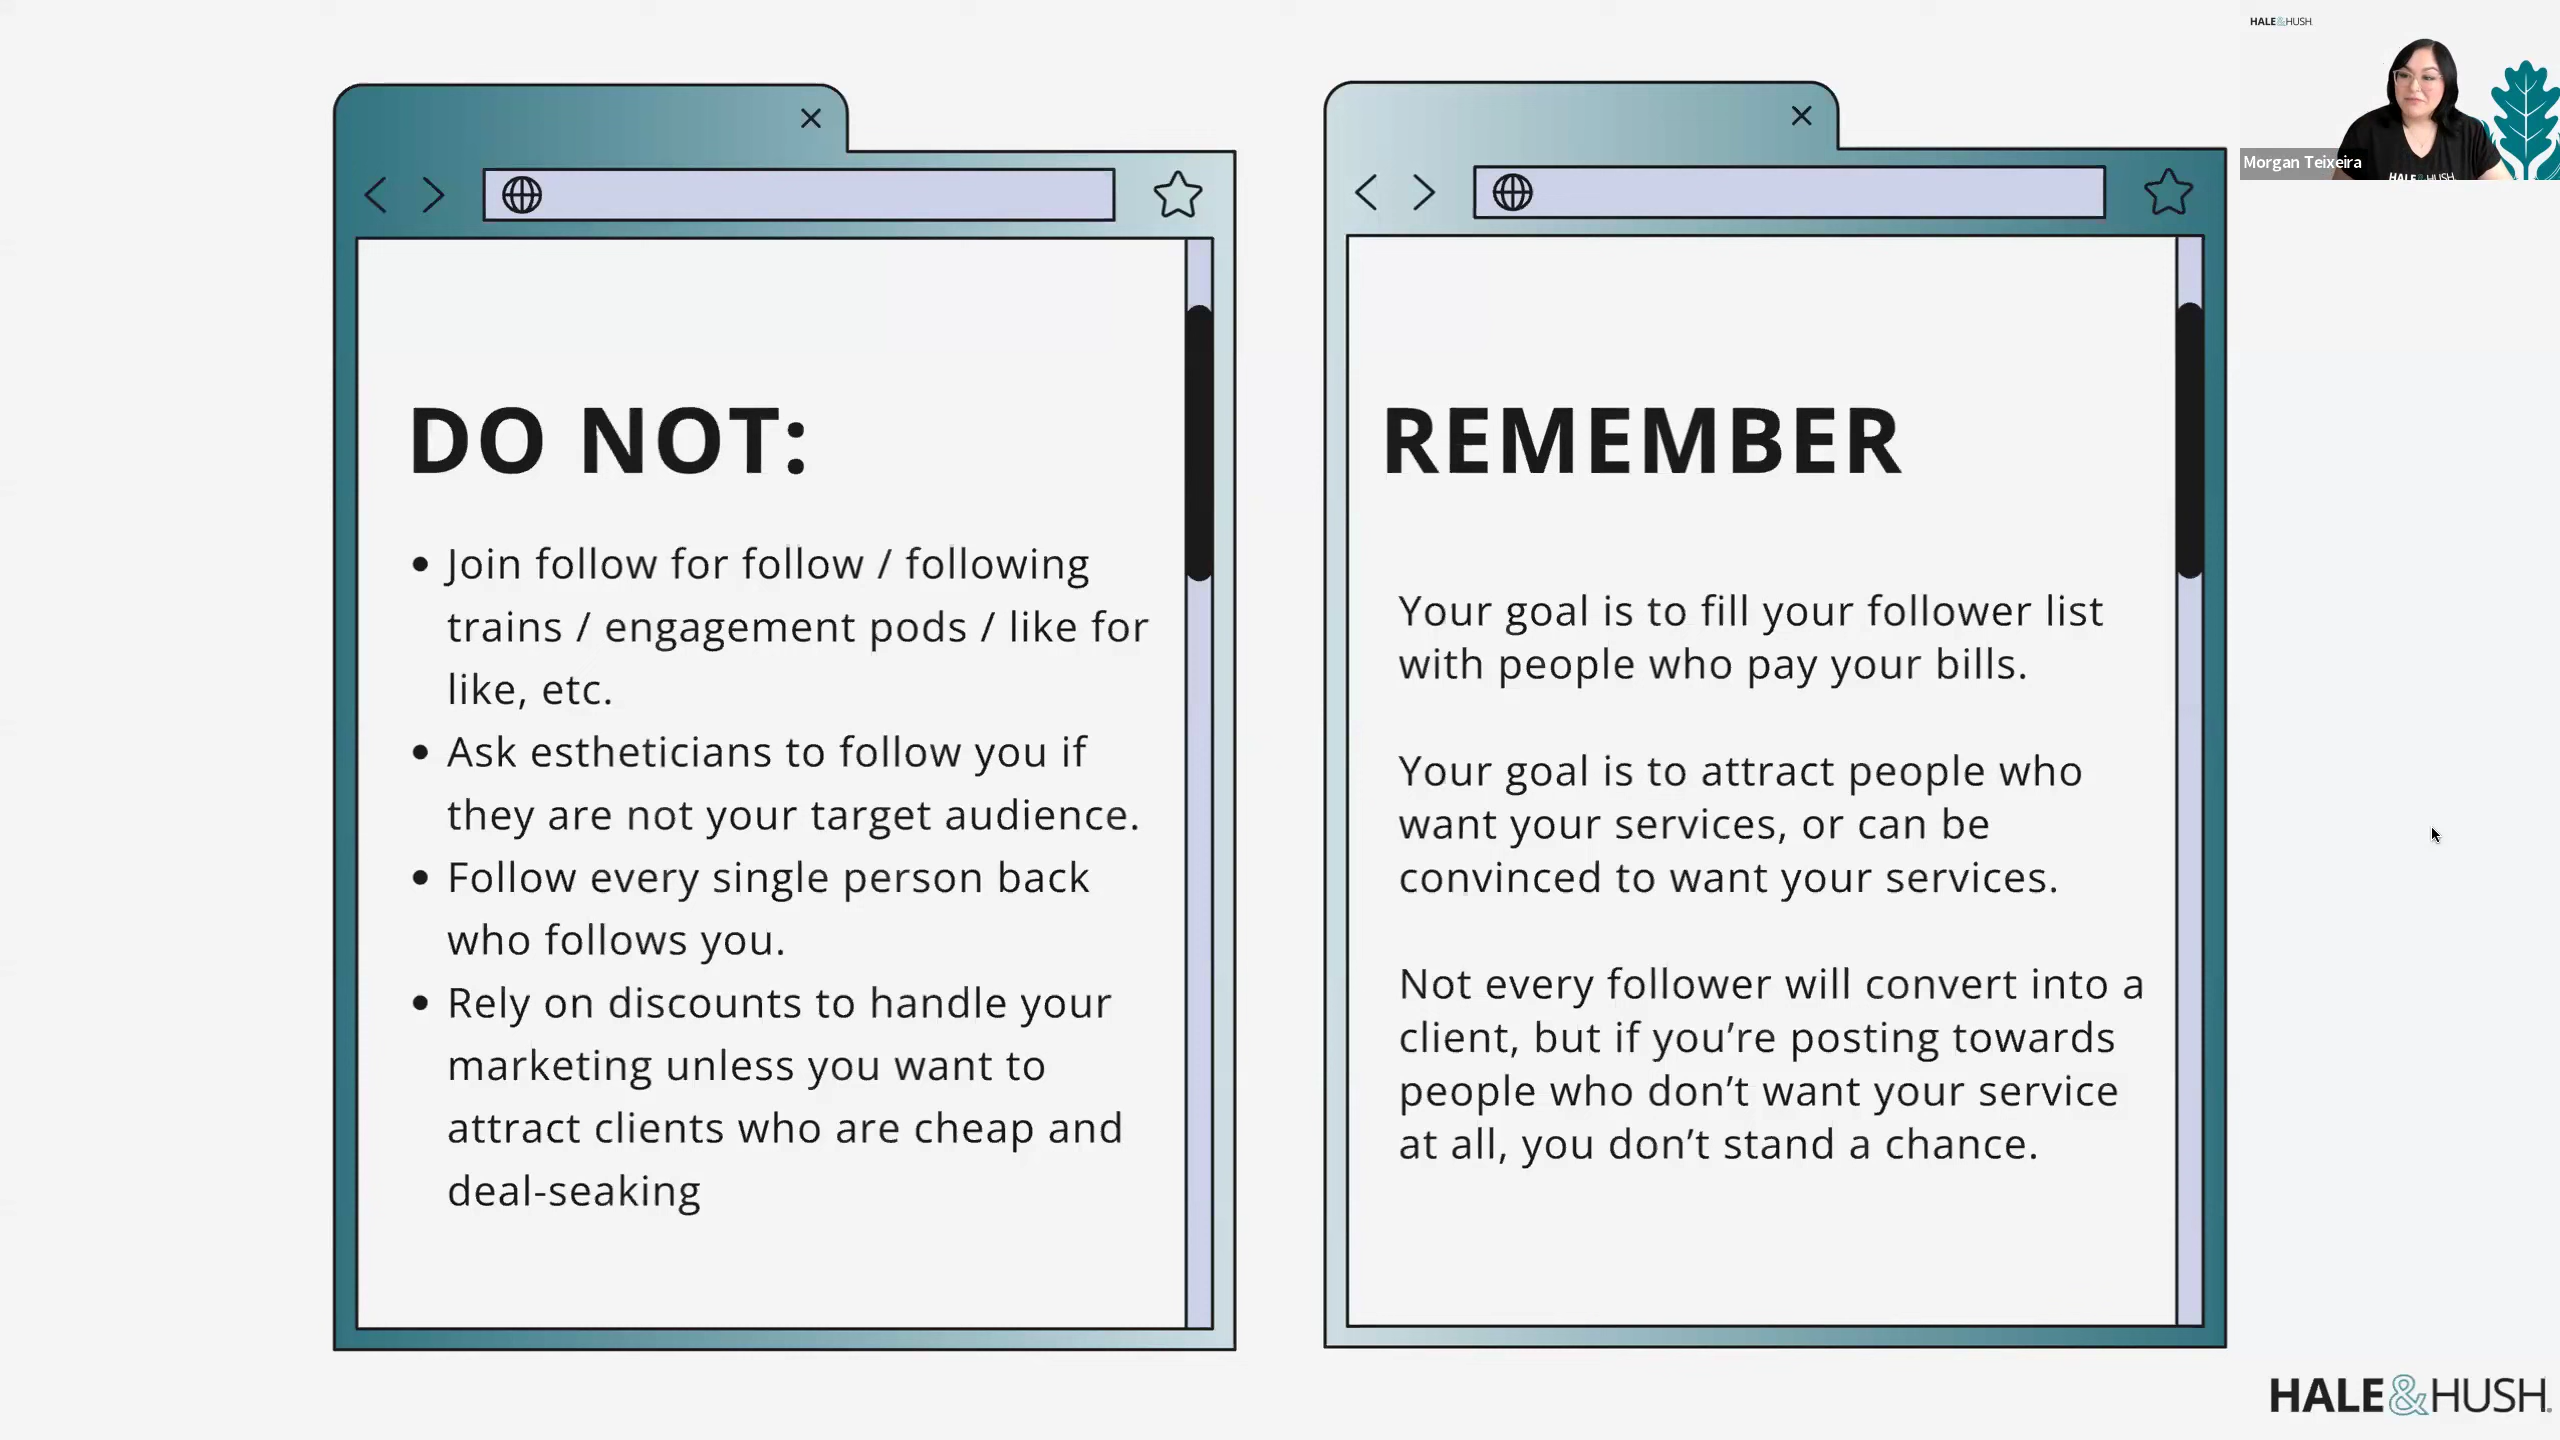 HALE&HUSH
Morgan Teixeira
HALE&HUSH
DO NOT:
• Join follow for follow / following
trains / engagement pods / like for
like, etc.
• Ask estheticians to follow you if
they are not your target audience.
• Follow every single person back
who follows you.
• Rely on discounts to handle your
marketing unless you want to
attract clients who are cheap and
deal-seaking
REMEMBER
Your goal is to fill your follower list
with people who pay your bills.
Your goal is to attract people who
want your services, or can be
convinced to want your services.
Not every follower will convert into a
client, but if you’re posting towards
people who don’t want your service
at all, you don’t stand a chance.
HALE&HUSH.